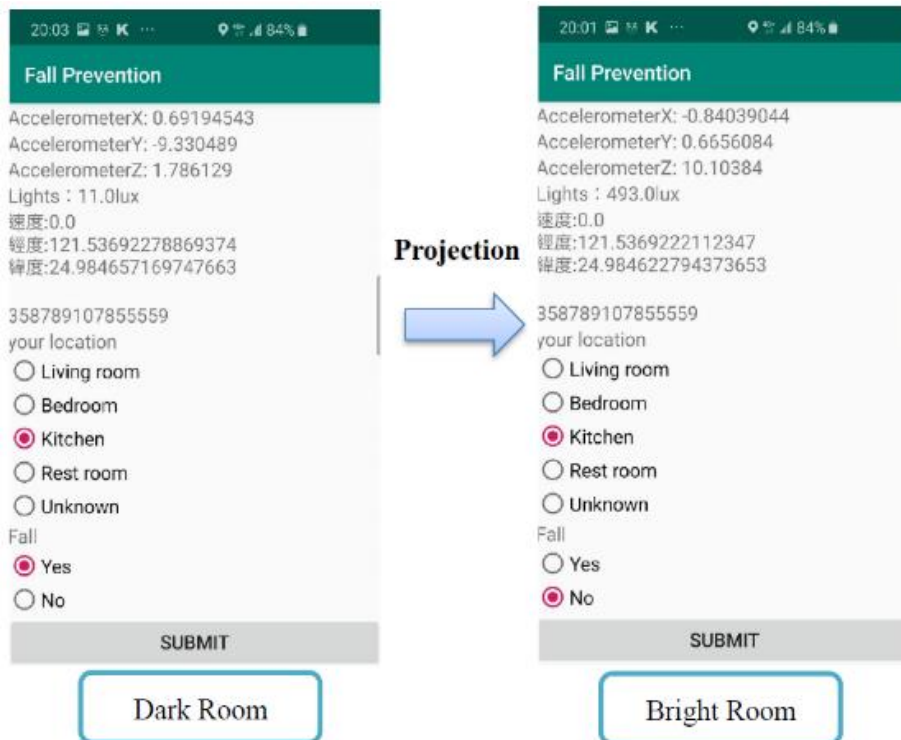 20:03 K ... 84%
Fall Prevention
AccelerometerX: 0.69194543
AccelerometerY: -9.330489
AccelerometerZ: 1.786129
Lights：11.0lux
速度:0.0
經度:121.53692278869374
緯度:24.984657169747663
358789107855559
your location
Living room
Bedroom
Kitchen
Rest room
Unknown
Fall
Yes
No
SUBMIT
Dark Room
Projection
20:01 K ... 84%
Fall Prevention
AccelerometerX: -0.84039044
AccelerometerY: 0.6656084
AccelerometerZ: 10.10384
Lights：493.0lux
速度:0.0
經度:121.5369222112347
緯度:24.984622794373653
358789107855559
your location
Living room
Bedroom
Kitchen
Rest room
Unknown
Fall
Yes
No
SUBMIT
Bright Room